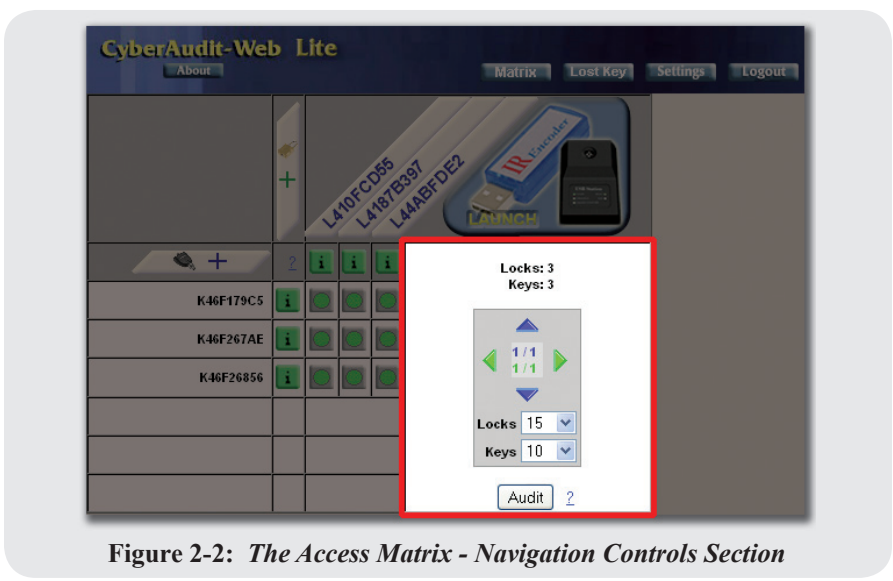 CyberAudit-Web Lite
About
Matrix Lost Key Settings Logout
L410FCD55
L4187B397
L44ABFDE2
IR Encoder
LAUNCH
?
i i i
K46F179C5 i
K46F267AE i
K46F26856 i
Locks: 3
Keys: 3
1/1
1/1
Locks 15
Keys 10
Audit ?
Figure 2-2: The Access Matrix - Navigation Controls Section